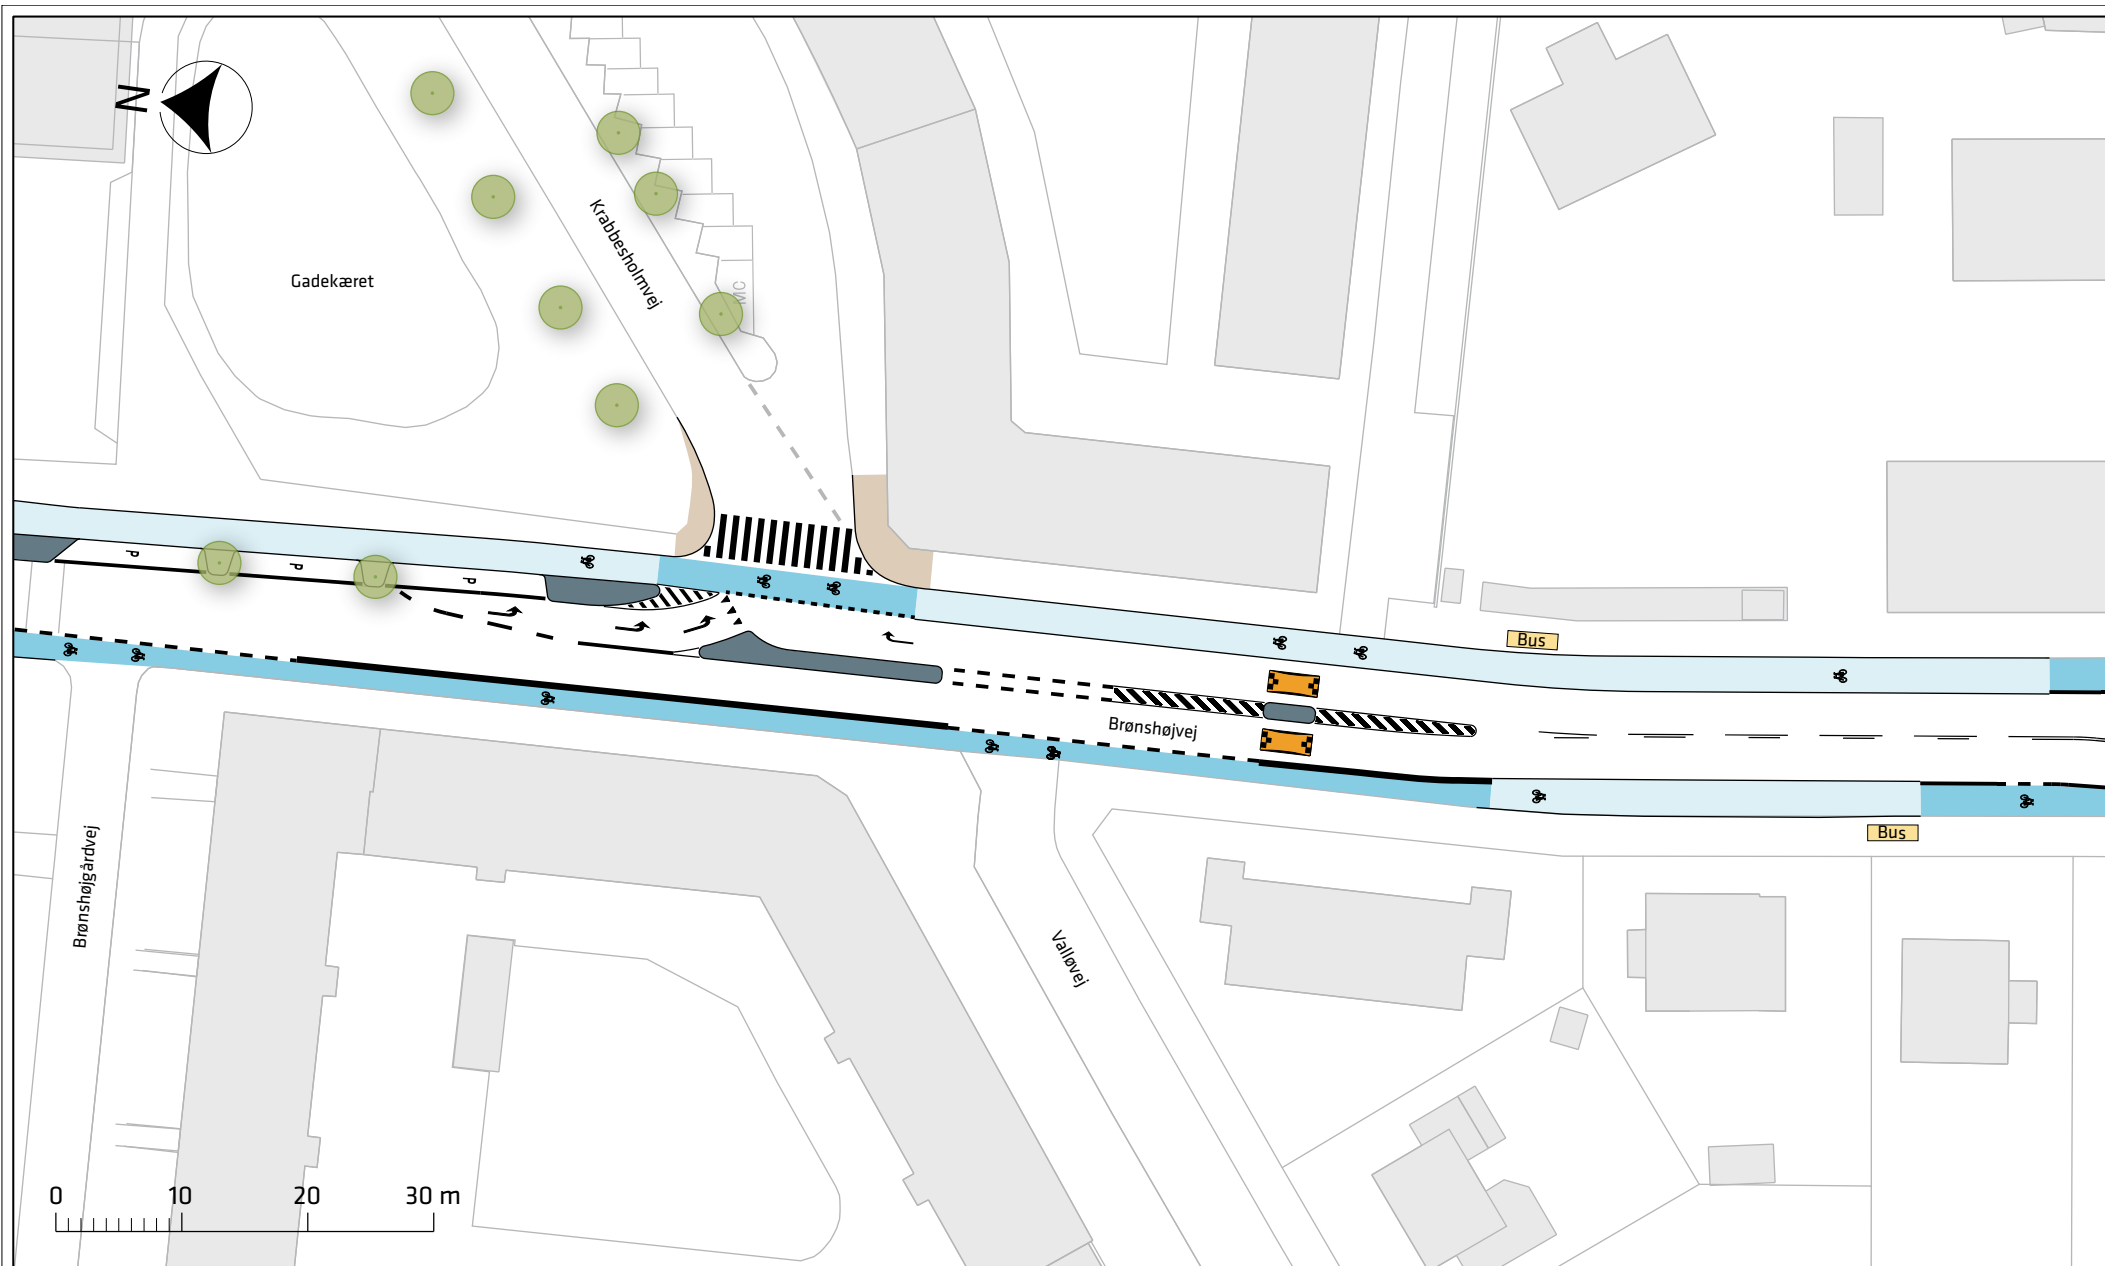 N
Gadekæret
Krabbesholmvej
MC
P
P
P
Bus
Brønshøjvej
Bus
Brønshøjgårdvej
Valløvej
0 10 20 30 m